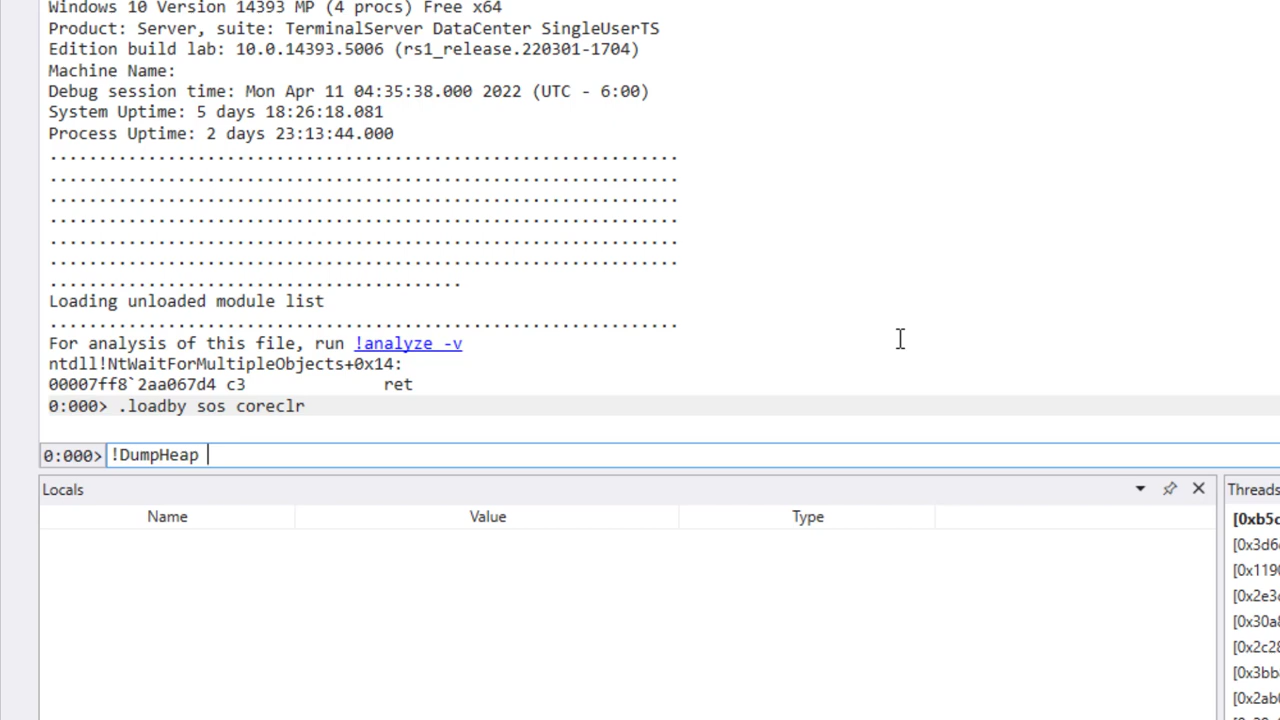 Windows 10 Version 14393 MP (4 procs) Free x64
Product: Server, suite: TerminalServer DataCenter SingleUserTS
Edition build lab: 10.0.14393.5006 (rs1_release.220301-1704)
Machine Name:
Debug session time: Mon Apr 11 04:35:38.000 2022 (UTC - 6:00)
System Uptime: 5 days 18:26:18.081
Process Uptime: 2 days 23:13:44.000
................................................................
................................................................
................................................................
................................................................
................................................................
................................................................
..........................................
Loading unloaded module list
................................................................
For analysis of this file, run !analyze -v
ntdll!NtWaitForMultipleObjects+0x14:
00007ff8`2aa067d4 c3 ret
0:000> .loadby sos coreclr
0:000> !DumpHeap
Locals
Name Value Type
Threads
[0xb5c
[0x3d6
[0x1190
[0x2e3c
[0x30a8
[0x2c28
[0x3bb
[0x2ab